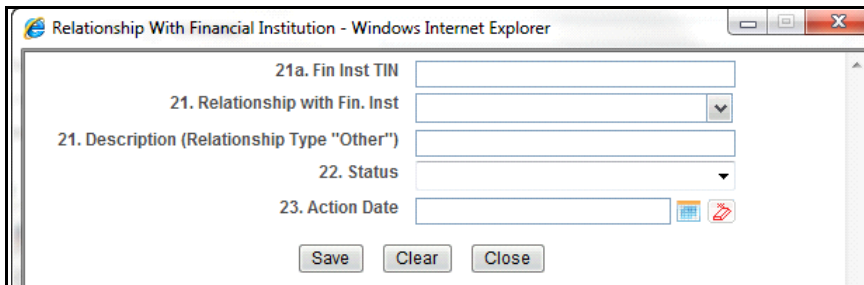 Relationship With Financial Institution - Windows Internet Explorer
21a. Fin Inst TIN
21. Relationship with Fin. Inst
21. Description (Relationship Type "Other")
22. Status
23. Action Date
Save Clear Close